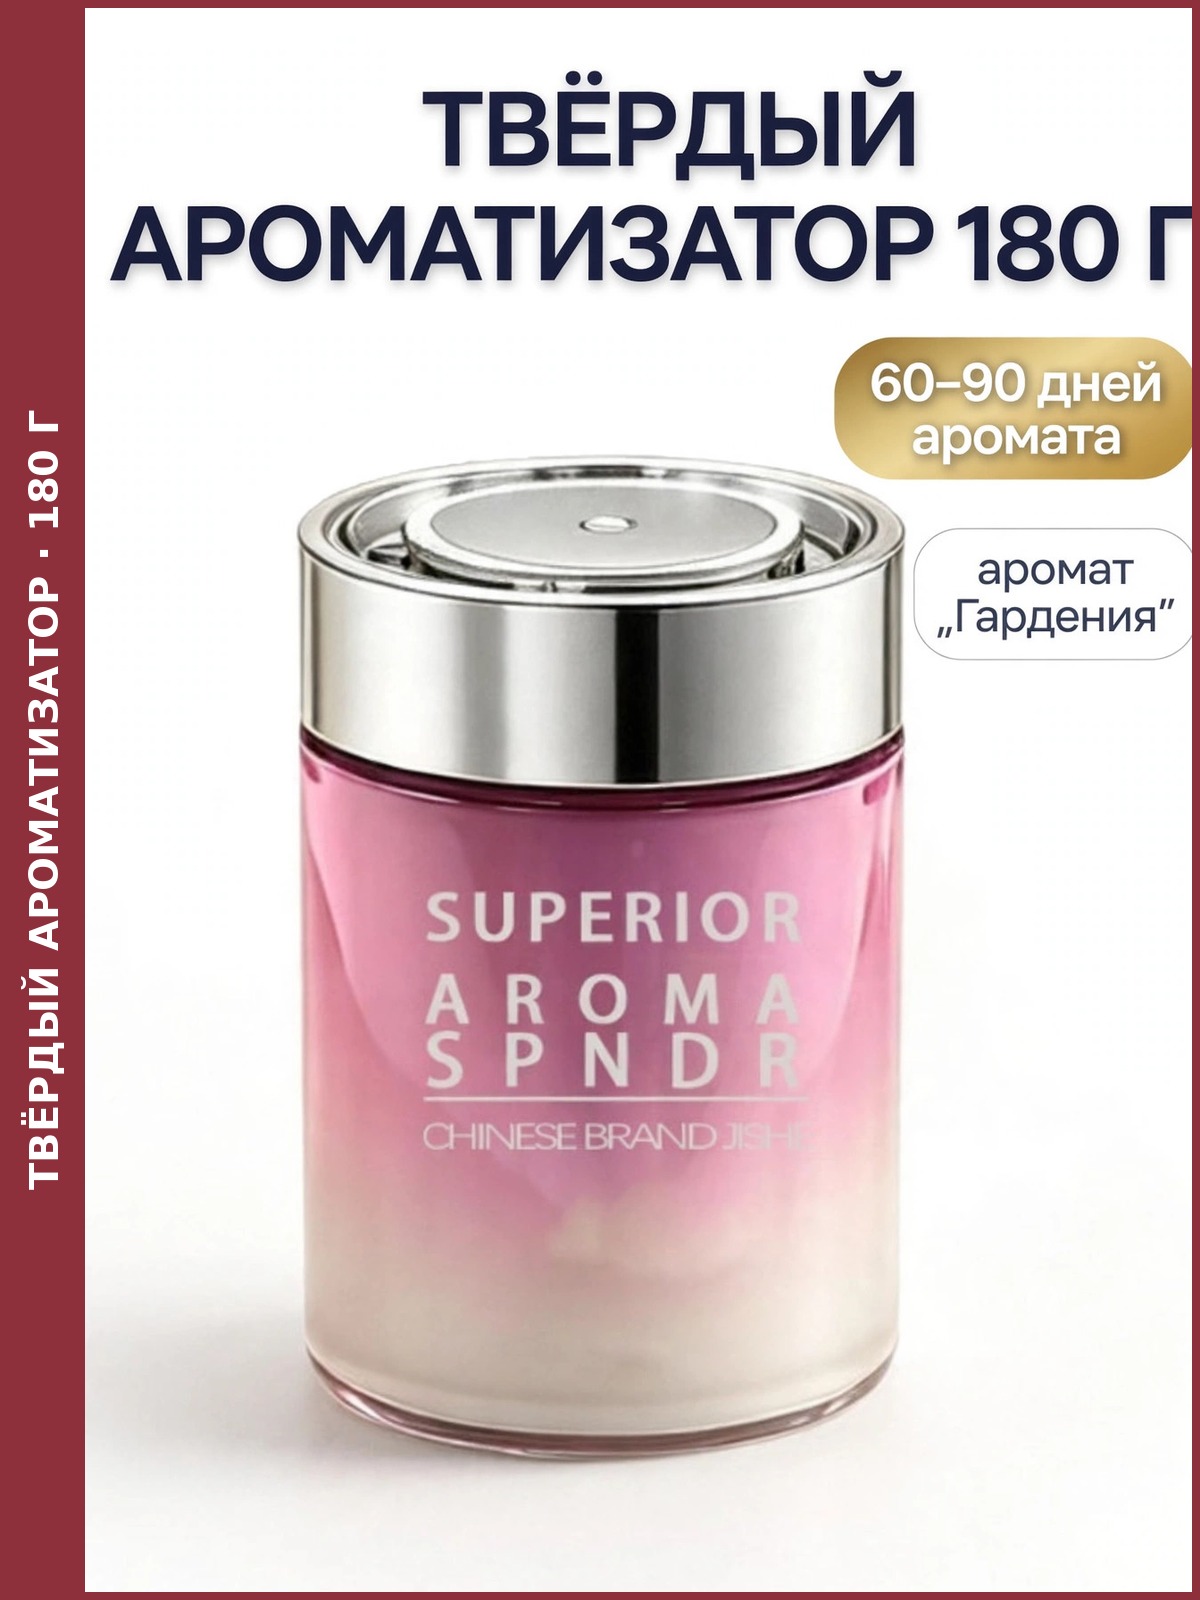 ТВЁРДЫЙ
АРОМАТИЗАТОР 180 Г
60–90 дней
аромата
аромат
„Гардения”
ТВЁРДЫЙ АРОМАТИЗАТОР · 180 Г
SUPERIOR
AROMA
SPNDR
CHINESE BRAND JISHE